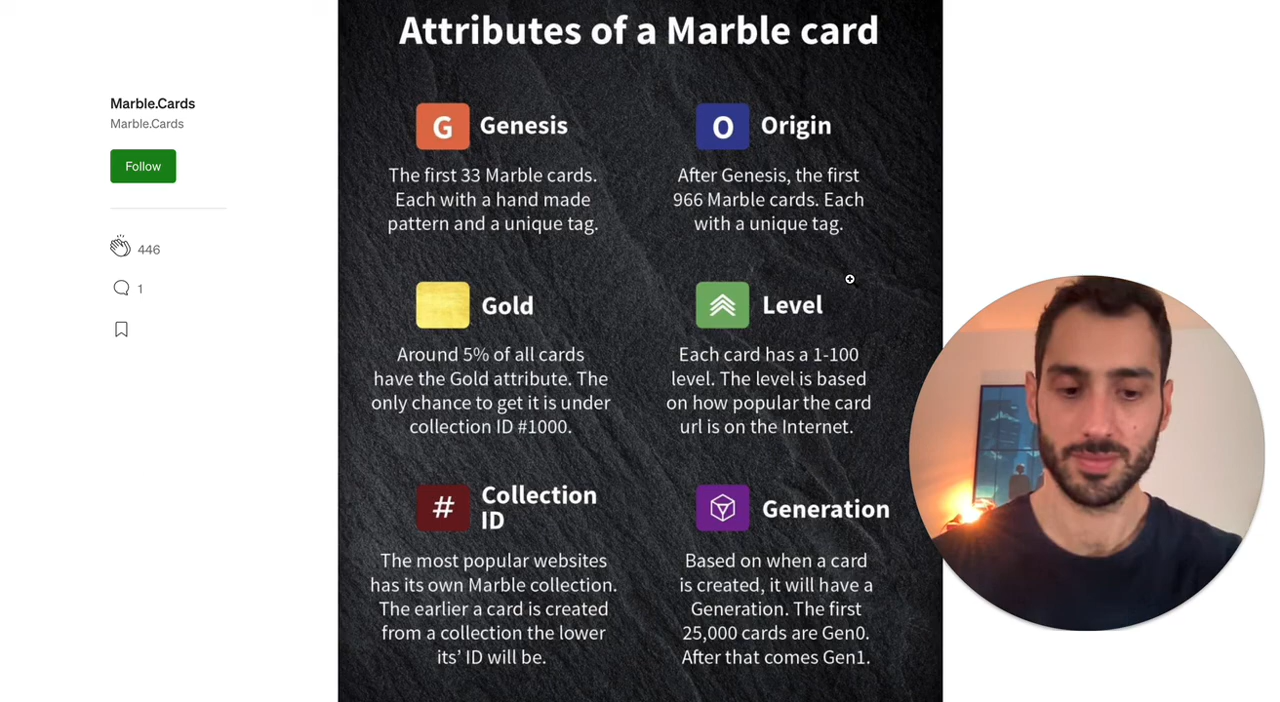 Attributes of a Marble card
Marble.Cards
Marble.Cards
Follow
446
1
G Genesis
The first 33 Marble cards.
Each with a hand made
pattern and a unique tag.
O Origin
After Genesis, the first
966 Marble cards. Each
with a unique tag.
Gold
Around 5% of all cards
have the Gold attribute. The
only chance to get it is under
collection ID #1000.
Level
Each card has a 1-100
level. The level is based
on how popular the card
url is on the Internet.
# Collection
ID
The most popular websites
has its own Marble collection.
The earlier a card is created
from a collection the lower
its’ ID will be.
Generation
Based on when a card
is created, it will have a
Generation. The first
25,000 cards are Gen0.
After that comes Gen1.